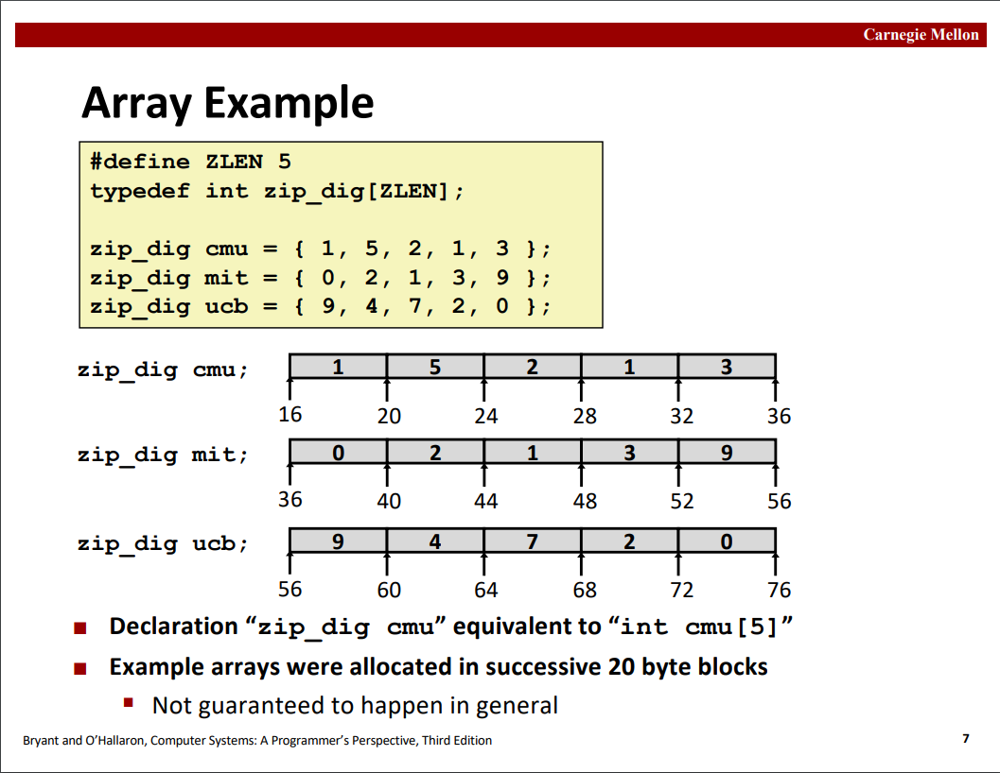 Carnegie Mellon
Array Example
#define ZLEN 5
typedef int zip_dig[ZLEN];
zip_dig cmu = { 1, 5, 2, 1, 3 };
zip_dig mit = { 0, 2, 1, 3, 9 };
zip_dig ucb = { 9, 4, 7, 2, 0 };
zip_dig cmu; 1 5 2 1 3
16 20 24 28 32 36
zip_dig mit; 0 2 1 3 9
36 40 44 48 52 56
zip_dig ucb; 9 4 7 2 0
56 60 64 68 72 76
Declaration “zip_dig cmu” equivalent to “int cmu[5]”
Example arrays were allocated in successive 20 byte blocks
Not guaranteed to happen in general
Bryant and O’Hallaron, Computer Systems: A Programmer’s Perspective, Third Edition 7